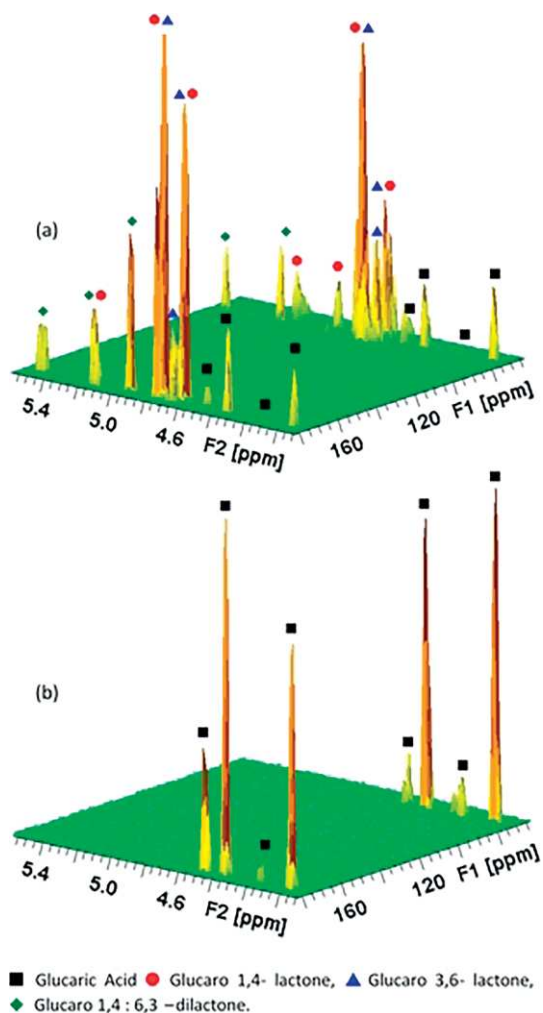 (a)
5.4 5.0 4.6 F2 [ppm] 160 120 F1 [ppm]
(b)
5.4 5.0 4.6 F2 [ppm] 160 120 F1 [ppm]
■ Glucaric Acid ● Glucaro 1,4- lactone, ▲ Glucaro 3,6- lactone,
◆ Glucaro 1,4 : 6,3 –dilactone.